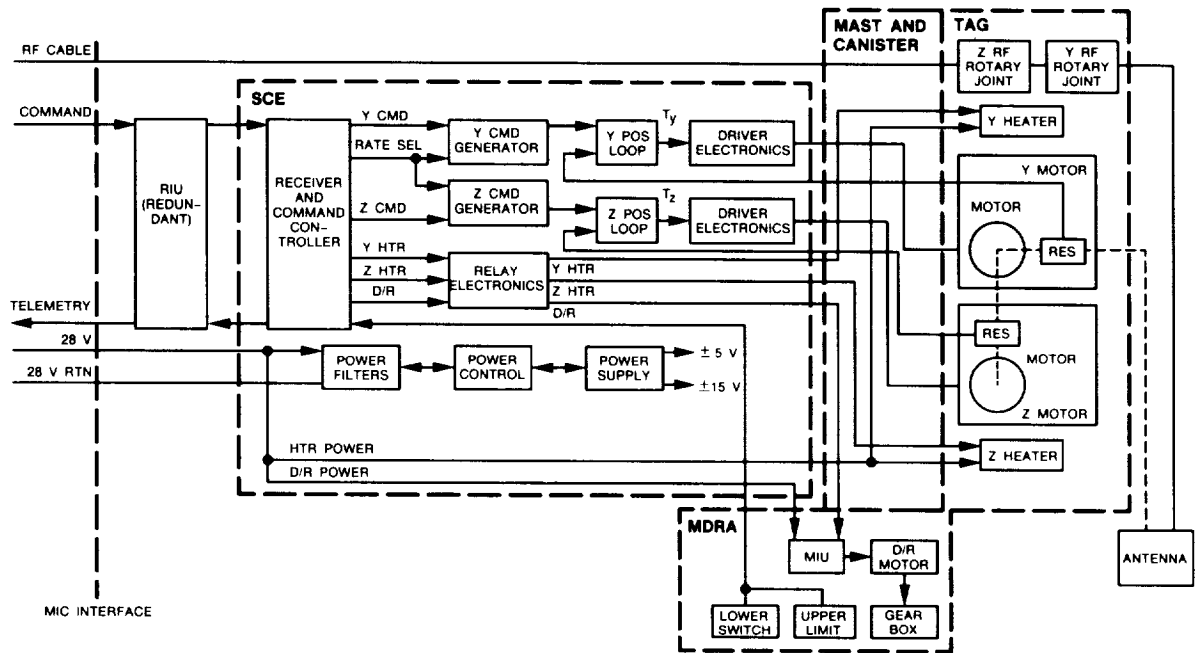 MAST AND
CANISTER
TAG
RF CABLE
Z RF
ROTARY
JOINT
Y RF
ROTARY
JOINT
SCE
COMMAND
Y CMD
RATE SEL
Z CMD
Y HTR
Z HTR
D/R
RIU
(REDUN-
DANT)
RECEIVER
AND
COMMAND
CON-
TROLLER
Y CMD
GENERATOR
Z CMD
GENERATOR
RELAY
ELECTRONICS
Y HTR
Z HTR
D/R
Y POS
LOOP
Ty
DRIVER
ELECTRONICS
Z POS
LOOP
Tz
DRIVER
ELECTRONICS
Y HEATER
Y MOTOR
MOTOR
RES
RES
MOTOR
Z MOTOR
Z HEATER
TELEMETRY
28 V
28 V RTN
POWER
FILTERS
POWER
CONTROL
POWER
SUPPLY
± 5 V
±15 V
HTR POWER
D/R POWER
MDRA
MIU
D/R
MOTOR
LOWER
SWITCH
UPPER
LIMIT
GEAR
BOX
ANTENNA
MIC INTERFACE